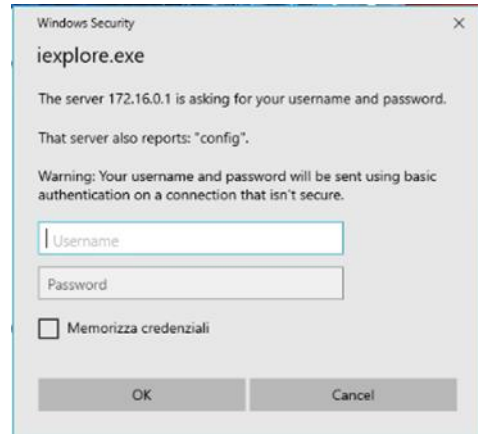 Windows Security
iexplore.exe
The server 172.16.0.1 is asking for your username and password.
That server also reports: "config".
Warning: Your username and password will be sent using basic
authentication on a connection that isn't secure.
Username
Password
Memorizza credenziali
OK
Cancel